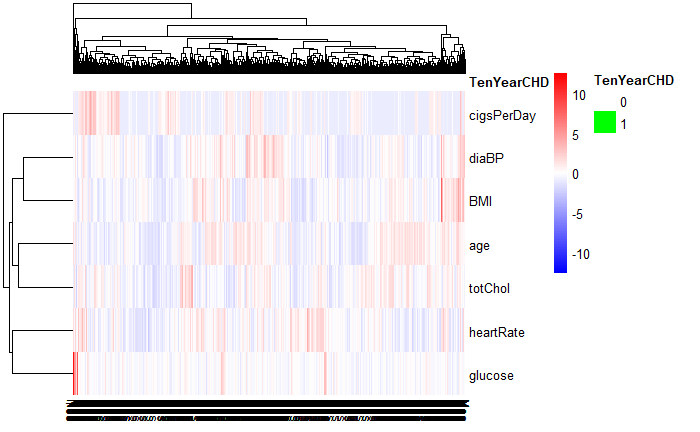 TenYearCHD
cigsPerDay
diaBP
BMI
age
totChol
heartRate
glucose
10
5
0
-5
-10
TenYearCHD
0
1